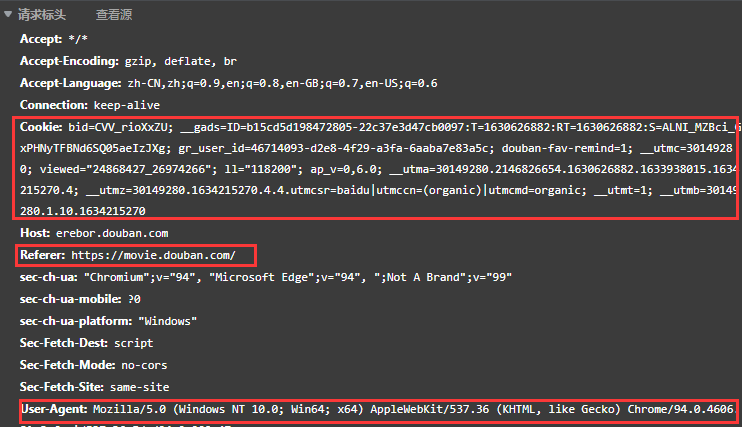 请求标头 查看源
Accept: */*
Accept-Encoding: gzip, deflate, br
Accept-Language: zh-CN,zh;q=0.9,en;q=0.8,en-GB;q=0.7,en-US;q=0.6
Connection: keep-alive
Cookie: bid=CVV_rioXxZU; __gads=ID=b15cd5d198472805-22c37e3d47cb0097:T=1630626882:RT=1630626882:S=ALNI_MZBci_G
xPHNyTFBNd6SQ05aeIzJXg; gr_user_id=46714093-d2e8-4f29-a3fa-6aaba7e83a5c; douban-fav-remind=1; __utmc=3014928
0; viewed="24868427_26974266"; ll="118200"; ap_v=0,6.0; __utma=30149280.2146826654.1630626882.1633938015.1634
215270.4; __utmz=30149280.1634215270.4.4.utmcsr=baidu|utmccn=(organic)|utmcmd=organic; __utmt=1; __utmb=30149
280.1.10.1634215270
Host: erebor.douban.com
Referer: https://movie.douban.com/
sec-ch-ua: "Chromium";v="94", "Microsoft Edge";v="94", ";Not A Brand";v="99"
sec-ch-ua-mobile: ?0
sec-ch-ua-platform: "Windows"
Sec-Fetch-Dest: script
Sec-Fetch-Mode: no-cors
Sec-Fetch-Site: same-site
User-Agent: Mozilla/5.0 (Windows NT 10.0; Win64; x64) AppleWebKit/537.36 (KHTML, like Gecko) Chrome/94.0.4606.